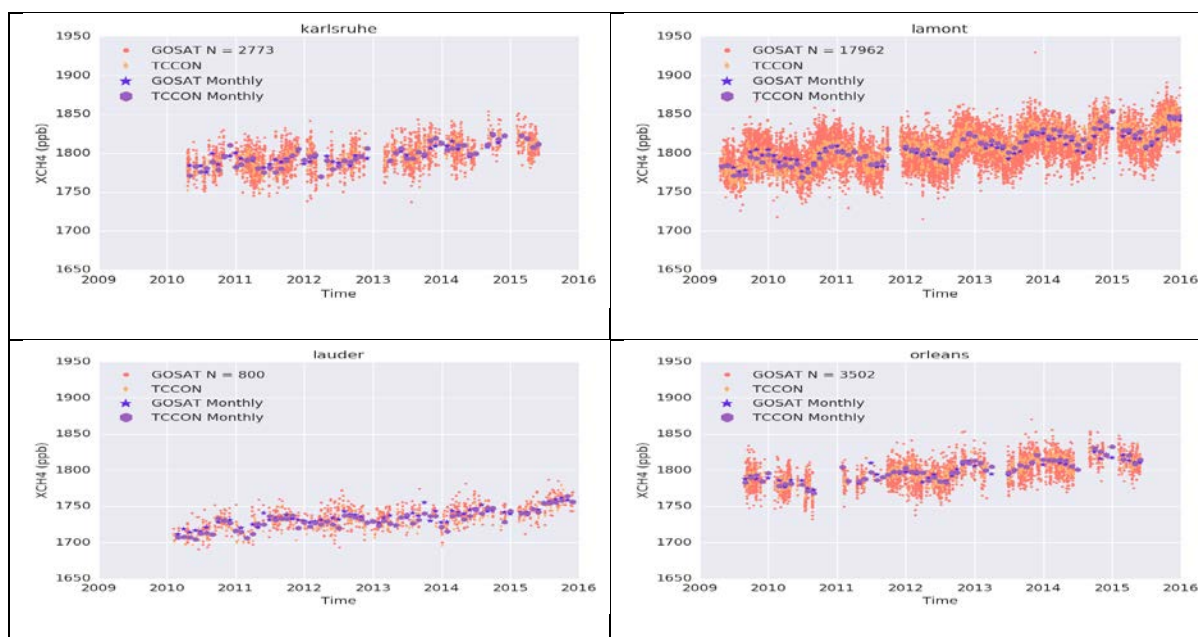 karlsruhe
1950
1900
1850
1800
1750
1700
1650
XCH4 (ppb)
GOSAT N = 2773
TCCON
GOSAT Monthly
TCCON Monthly
2009 2010 2011 2012 2013 2014 2015 2016
Time
lamont
1950
1900
1850
1800
1750
1700
1650
XCH4 (ppb)
GOSAT N = 17962
TCCON
GOSAT Monthly
TCCON Monthly
2009 2010 2011 2012 2013 2014 2015 2016
Time
lauder
1950
1900
1850
1800
1750
1700
1650
XCH4 (ppb)
GOSAT N = 800
TCCON
GOSAT Monthly
TCCON Monthly
2009 2010 2011 2012 2013 2014 2015 2016
Time
orleans
1950
1900
1850
1800
1750
1700
1650
XCH4 (ppb)
GOSAT N = 3502
TCCON
GOSAT Monthly
TCCON Monthly
2009 2010 2011 2012 2013 2014 2015 2016
Time